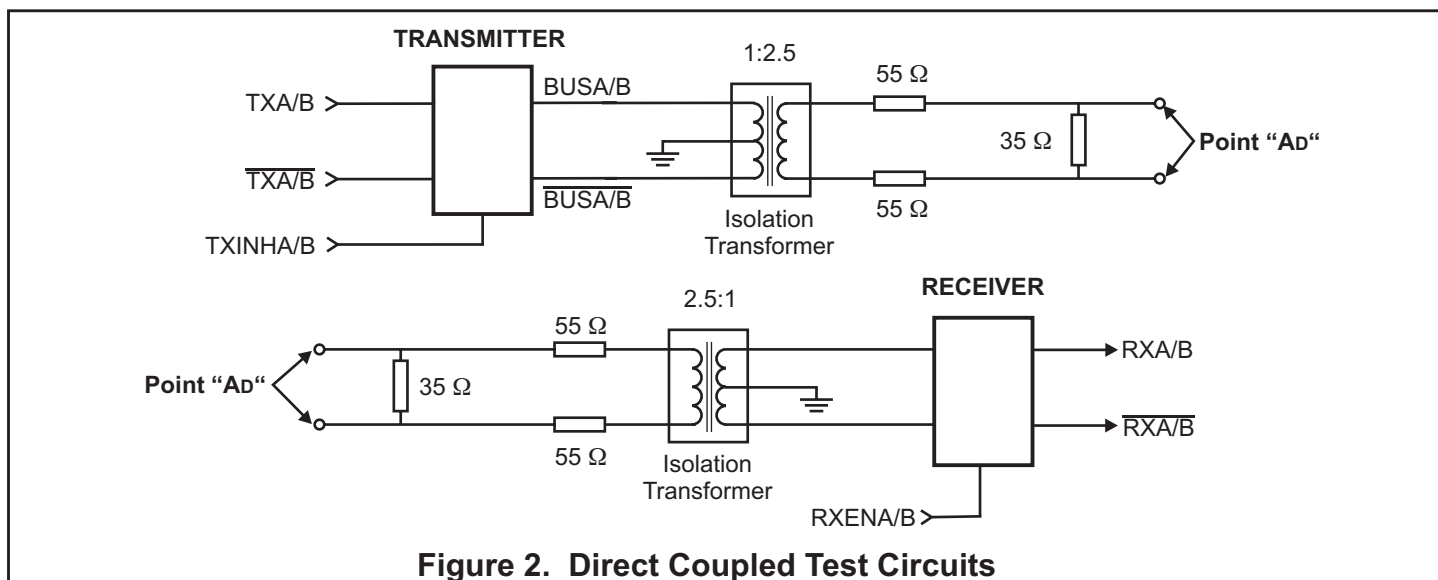 TRANSMITTER
1:2.5
55 Ω
TXA/B
BUSA/B
35 Ω
Point “AD“
TXA/B
BUSA/B
55 Ω
Isolation
Transformer
TXINHA/B
2.5:1
RECEIVER
55 Ω
RXA/B
Point “AD“
35 Ω
RXA/B
55 Ω
Isolation
Transformer
RXENA/B
Figure 2. Direct Coupled Test Circuits